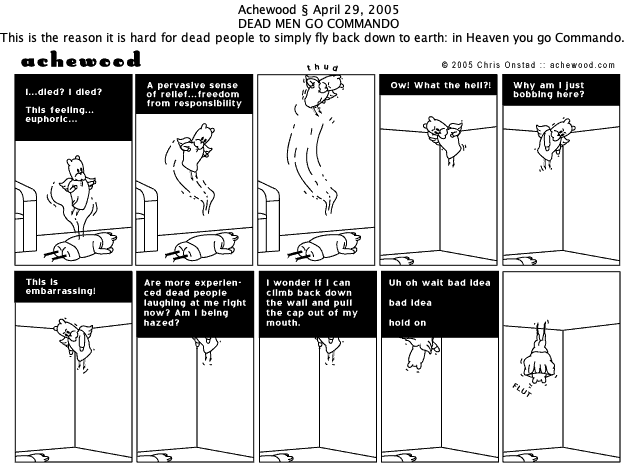 Achewood § April 29, 2005
DEAD MEN GO COMMANDO
This is the reason it is hard for dead people to simply fly back down to earth: in Heaven you go Commando.
achewood
© 2005 Chris Onstad :: achewood.com
I...died? I died?
This feeling...
euphoric...
A pervasive sense
of relief...freedom
from responsibility
thud
Ow! What the hell?!
Why am I just
bobbing here?
This is
embarrassing!
Are more experien-
ced dead people
laughing at me right
now? Am I being
hazed?
I wonder if I can
climb back down
the wall and pull
the cap out of my
mouth.
Uh oh wait bad idea
bad idea
hold on
FLUT